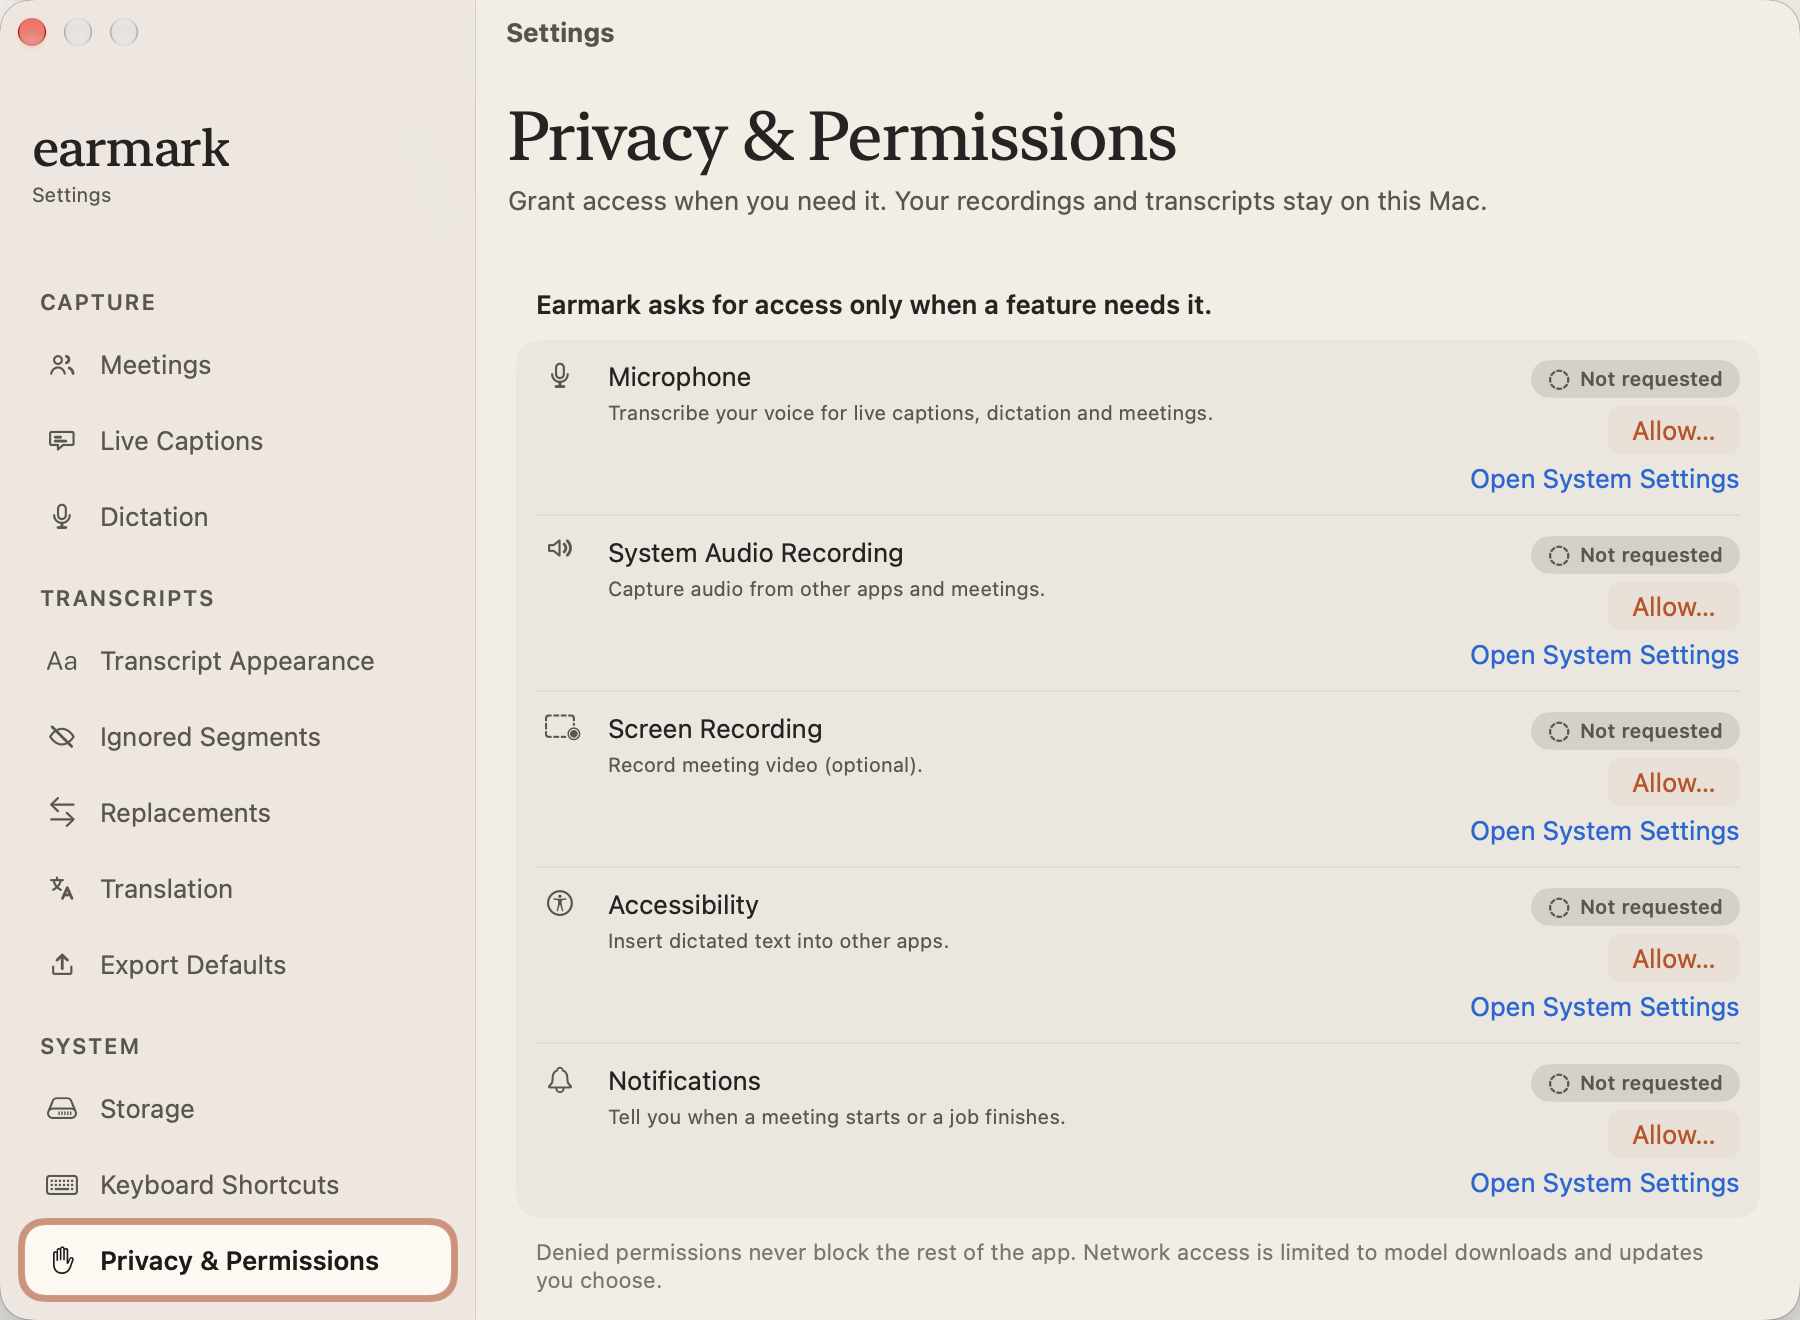 Settings
earmark
Settings
CAPTURE
Meetings
Live Captions
Dictation
TRANSCRIPTS
Aa Transcript Appearance
Ignored Segments
Replacements
Translation
Export Defaults
SYSTEM
Storage
Keyboard Shortcuts
Privacy & Permissions
Privacy & Permissions
Grant access when you need it. Your recordings and transcripts stay on this Mac.
Earmark asks for access only when a feature needs it.
Microphone
Transcribe your voice for live captions, dictation and meetings.
Not requested
Allow...
Open System Settings
System Audio Recording
Capture audio from other apps and meetings.
Not requested
Allow...
Open System Settings
Screen Recording
Record meeting video (optional).
Not requested
Allow...
Open System Settings
Accessibility
Insert dictated text into other apps.
Not requested
Allow...
Open System Settings
Notifications
Tell you when a meeting starts or a job finishes.
Not requested
Allow...
Open System Settings
Denied permissions never block the rest of the app. Network access is limited to model downloads and updates
you choose.